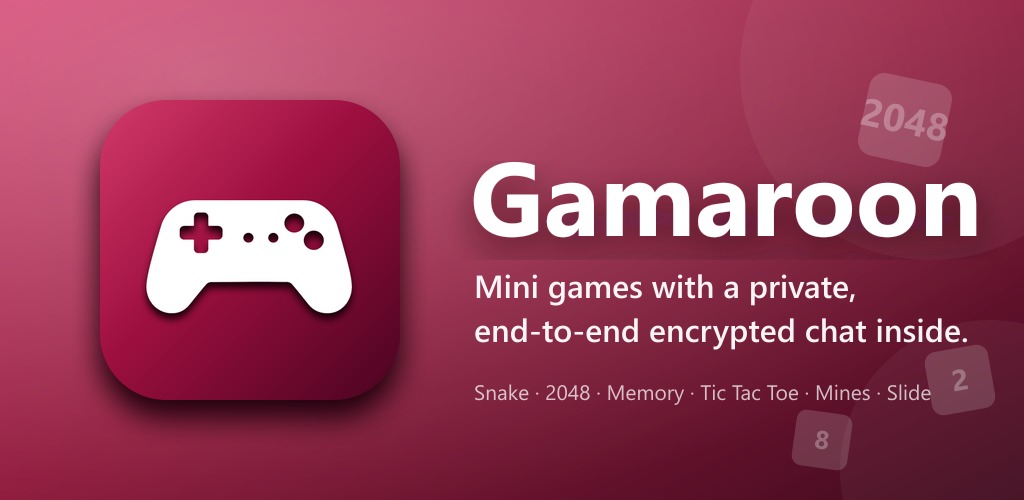 2048
Gamaroon
Mini games with a private,
end-to-end encrypted chat inside.
Snake · 2048 · Memory · Tic Tac Toe · Mines · Slide
2
8